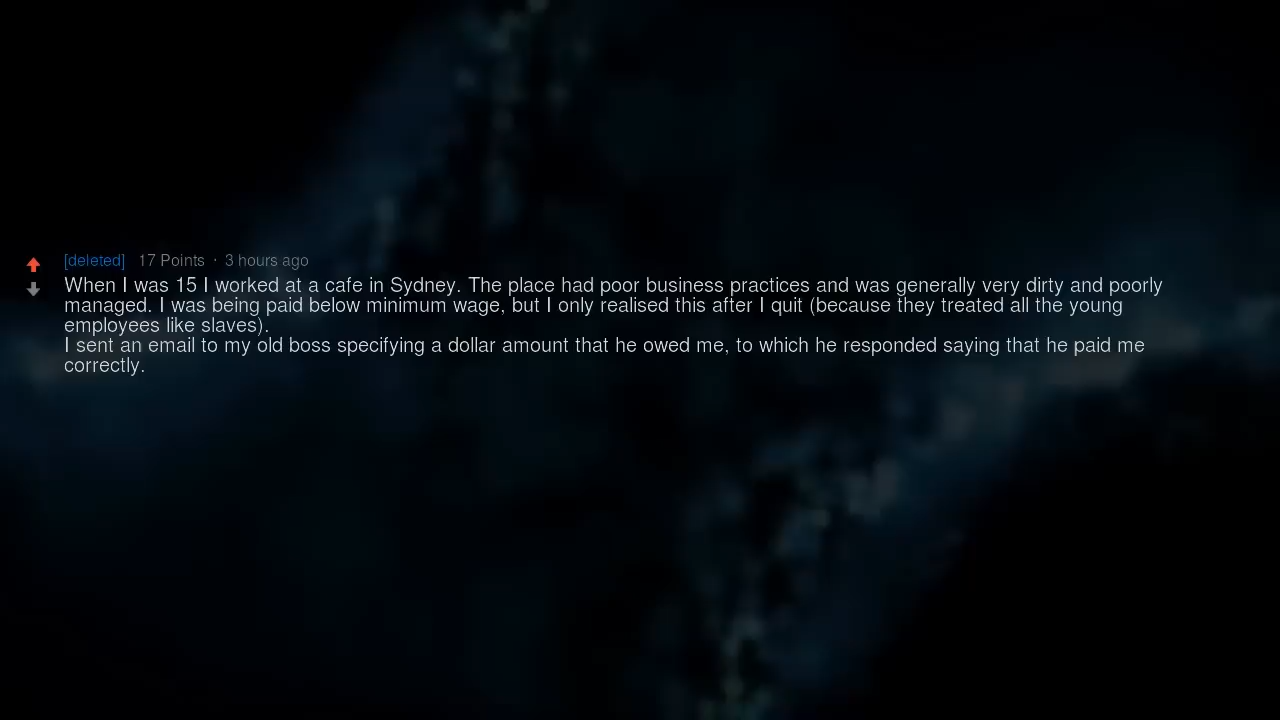 [deleted] 17 Points · 3 hours ago
When I was 15 I worked at a cafe in Sydney. The place had poor business practices and was generally very dirty and poorly
managed. I was being paid below minimum wage, but I only realised this after I quit (because they treated all the young
employees like slaves).
I sent an email to my old boss specifying a dollar amount that he owed me, to which he responded saying that he paid me
correctly.